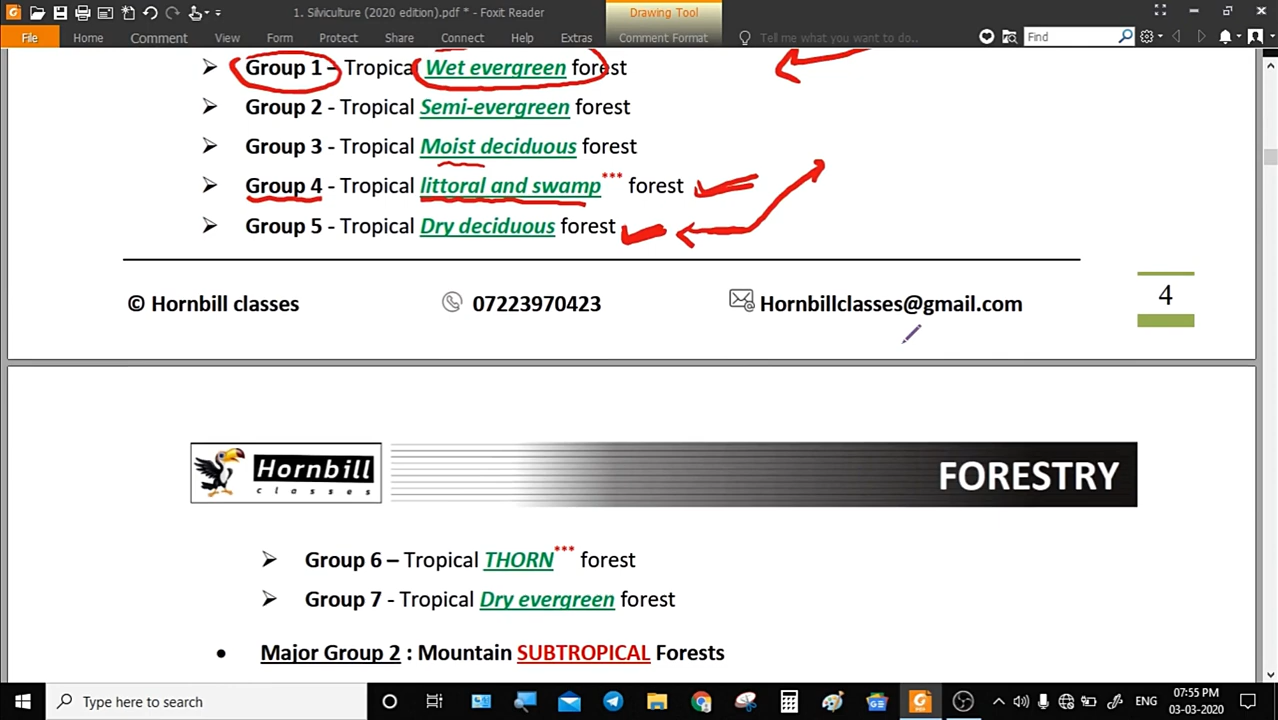 1. Silviculture (2020 edition).pdf * - Foxit Reader
Drawing Tool
File Home Comment View Form Protect Share Connect Help Extras Comment Format Tell me what you want to do.. Find
➢ Group 1 – Tropical Wet evergreen forest
➢ Group 2 - Tropical Semi-evergreen forest
➢ Group 3 - Tropical Moist deciduous forest
➢ Group 4 - Tropical littoral and swamp*** forest
➢ Group 5 - Tropical Dry deciduous forest
© Hornbill classes 07223970423 Hornbillclasses@gmail.com 4
Hornbill
classes
FORESTRY
➢ Group 6 – Tropical THORN*** forest
➢ Group 7 - Tropical Dry evergreen forest
• Major Group 2 : Mountain SUBTROPICAL Forests
Type here to search
ENG
07:55 PM
03-03-2020